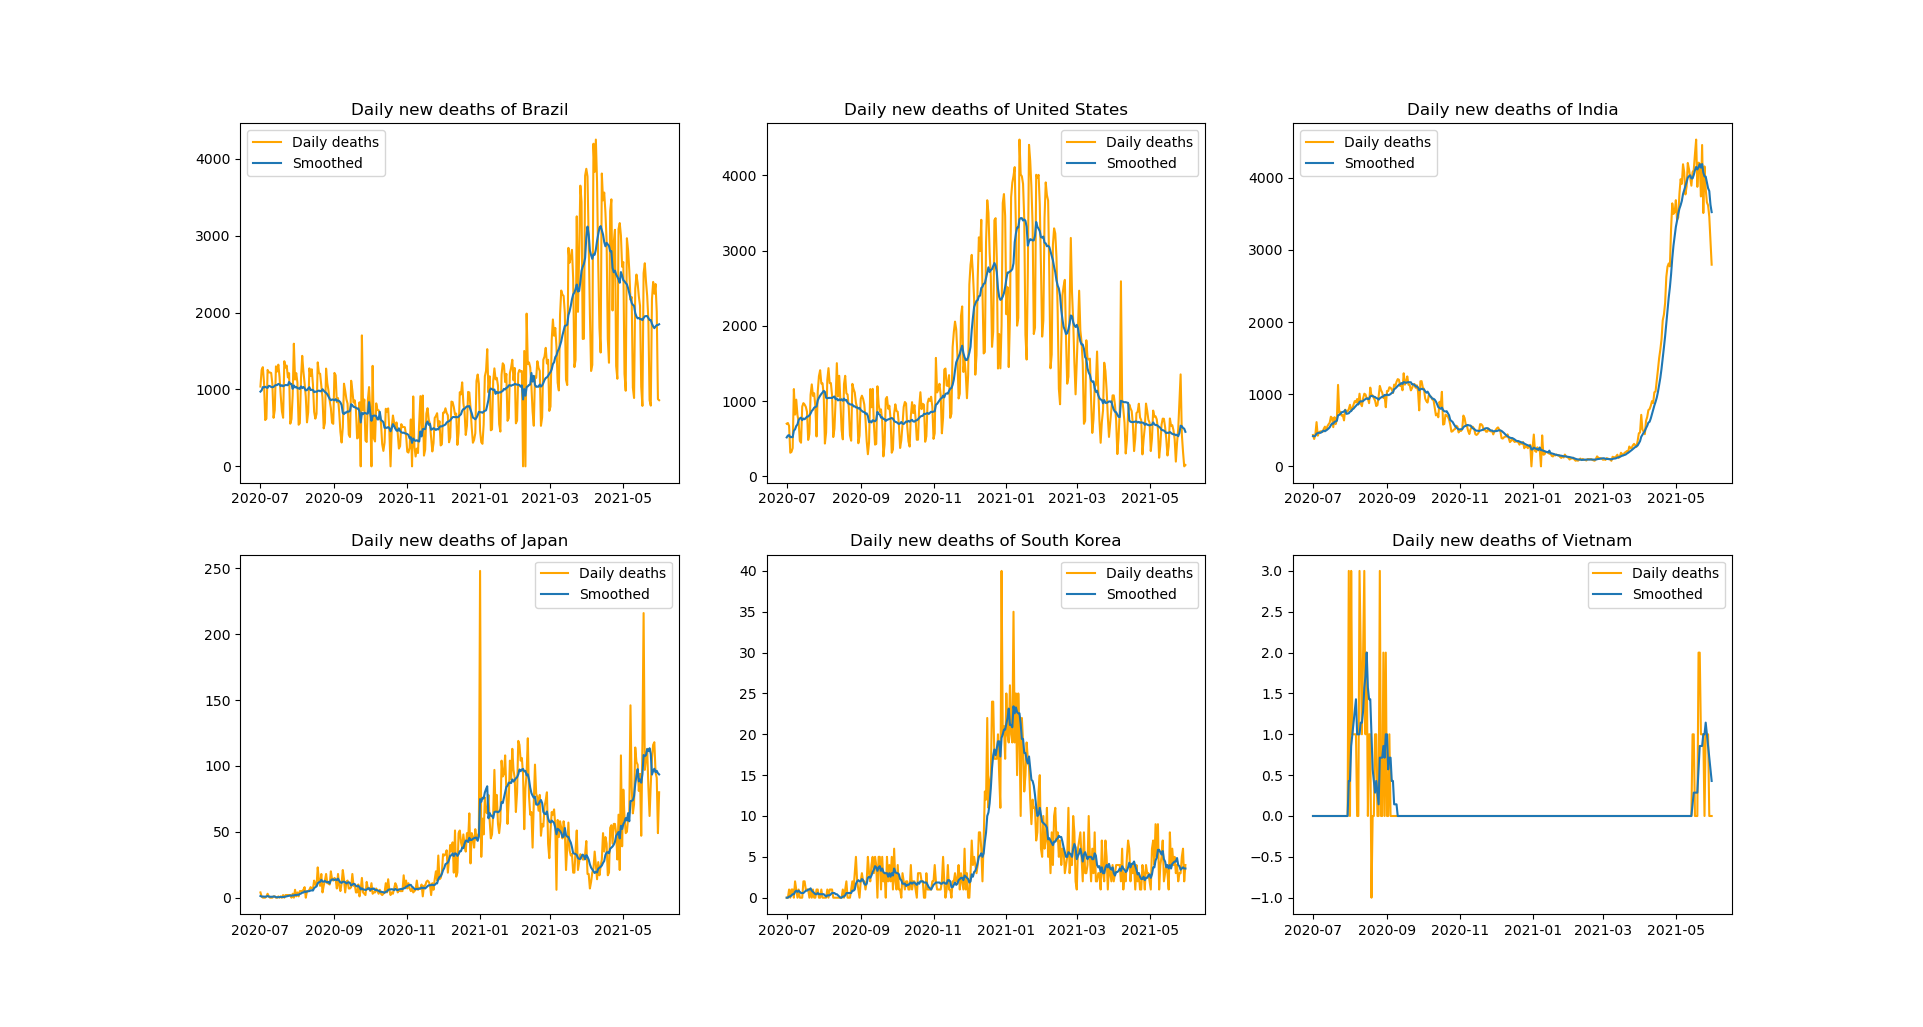 Daily new deaths of Brazil
Daily deaths
Smoothed
4000
3000
2000
1000
0
2020-07 2020-09 2020-11 2021-01 2021-03 2021-05
Daily new deaths of United States
Daily deaths
Smoothed
4000
3000
2000
1000
0
2020-07 2020-09 2020-11 2021-01 2021-03 2021-05
Daily new deaths of India
Daily deaths
Smoothed
4000
3000
2000
1000
0
2020-07 2020-09 2020-11 2021-01 2021-03 2021-05
Daily new deaths of Japan
Daily deaths
Smoothed
250
200
150
100
50
0
2020-07 2020-09 2020-11 2021-01 2021-03 2021-05
Daily new deaths of South Korea
Daily deaths
Smoothed
40
35
30
25
20
15
10
5
0
2020-07 2020-09 2020-11 2021-01 2021-03 2021-05
Daily new deaths of Vietnam
Daily deaths
Smoothed
3.0
2.5
2.0
1.5
1.0
0.5
0.0
−0.5
−1.0
2020-07 2020-09 2020-11 2021-01 2021-03 2021-05